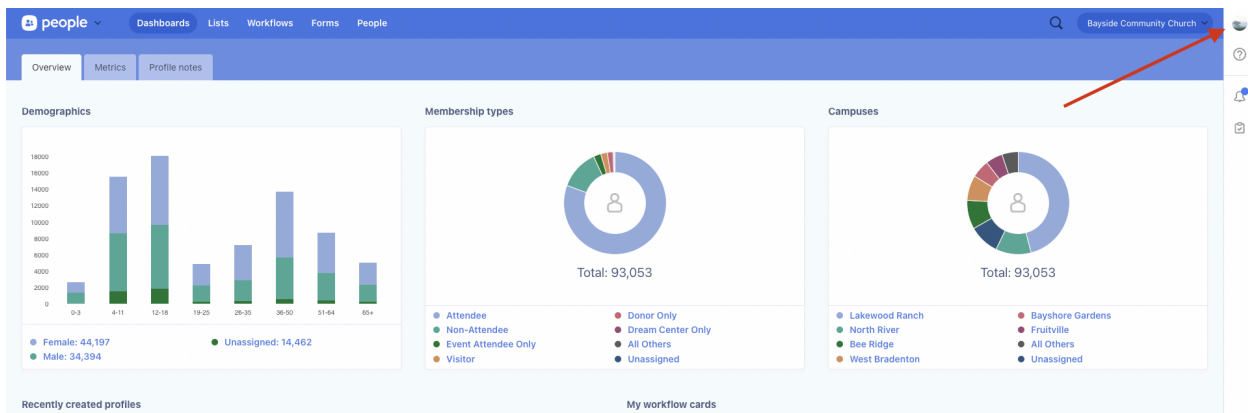 people Dashboards Lists Workflows Forms People Bayside Community Church
Overview Metrics Profile notes
Demographics
18000
16000
14000
12000
10000
8000
6000
4000
2000
0
0-3 4-11 12-18 19-25 26-35 36-50 51-64 65+
Female: 44,197 Unassigned: 14,462
Male: 34,394
Membership types
Total: 93,053
Attendee Donor Only
Non-Attendee Dream Center Only
Event Attendee Only All Others
Visitor Unassigned
Campuses
Total: 93,053
Lakewood Ranch Bayshore Gardens
North River Fruitville
Bee Ridge All Others
West Bradenton Unassigned
Recently created profiles My workflow cards